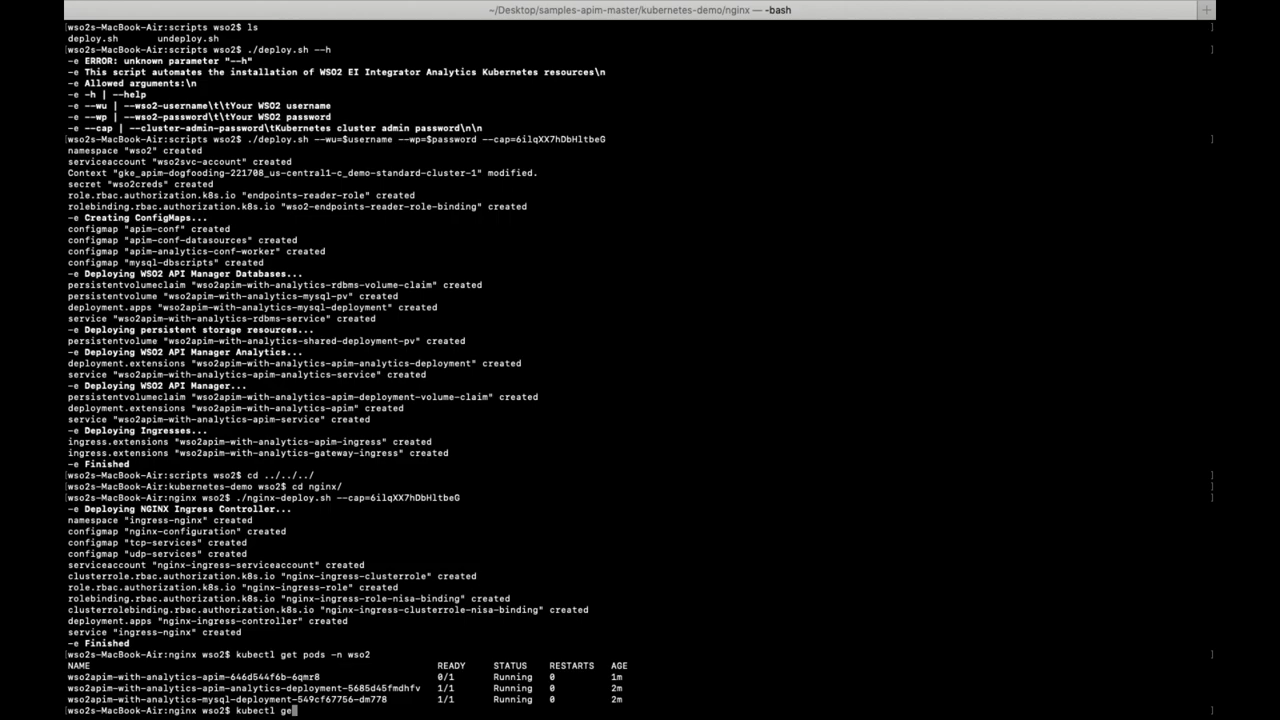 ~/Desktop/samples-apim-master/kubernetes-demo/nginx — -bash
[wso2s-MacBook-Air:scripts wso2$ ls
deploy.sh undeploy.sh
[wso2s-MacBook-Air:scripts wso2$ ./deploy.sh --h
-e ERROR: unknown parameter "--h"
-e This script automates the installation of WSO2 EI Integrator Analytics Kubernetes resources\n
-e Allowed arguments:\n
-e -h | --help
-e --wu | --wso2-username\t\tYour WSO2 username
-e --wp | --wso2-password\t\tYour WSO2 password
-e --cap | --cluster-admin-password\tKubernetes cluster admin password\n\n
[wso2s-MacBook-Air:scripts wso2$ ./deploy.sh --wu=$username --wp=$password --cap=6ilqXX7hDbHltbeG
namespace "wso2" created
serviceaccount "wso2svc-account" created
Context "gke_apim-dogfooding-221708_us-central1-c_demo-standard-cluster-1" modified.
secret "wso2creds" created
role.rbac.authorization.k8s.io "endpoints-reader-role" created
rolebinding.rbac.authorization.k8s.io "wso2-endpoints-reader-role-binding" created
-e Creating ConfigMaps...
configmap "apim-conf" created
configmap "apim-conf-datasources" created
configmap "apim-analytics-conf-worker" created
configmap "mysql-dbscripts" created
-e Deploying WSO2 API Manager Databases...
persistentvolumeclaim "wso2apim-with-analytics-rdbms-volume-claim" created
persistentvolume "wso2apim-with-analytics-mysql-pv" created
deployment.apps "wso2apim-with-analytics-mysql-deployment" created
service "wso2apim-with-analytics-rdbms-service" created
-e Deploying persistent storage resources...
persistentvolume "wso2apim-with-analytics-shared-deployment-pv" created
-e Deploying WSO2 API Manager Analytics...
deployment.extensions "wso2apim-with-analytics-apim-analytics-deployment" created
service "wso2apim-with-analytics-apim-analytics-service" created
-e Deploying WSO2 API Manager...
persistentvolumeclaim "wso2apim-with-analytics-apim-deployment-volume-claim" created
deployment.extensions "wso2apim-with-analytics-apim" created
service "wso2apim-with-analytics-apim-service" created
-e Deploying Ingresses...
ingress.extensions "wso2apim-with-analytics-apim-ingress" created
ingress.extensions "wso2apim-with-analytics-gateway-ingress" created
-e Finished
[wso2s-MacBook-Air:scripts wso2$ cd ../../../
[wso2s-MacBook-Air:kubernetes-demo wso2$ cd nginx/
[wso2s-MacBook-Air:nginx wso2$ ./nginx-deploy.sh --cap=6ilqXX7hDbHltbeG
-e Deploying NGINX Ingress Controller...
namespace "ingress-nginx" created
configmap "nginx-configuration" created
configmap "tcp-services" created
configmap "udp-services" created
serviceaccount "nginx-ingress-serviceaccount" created
clusterrole.rbac.authorization.k8s.io "nginx-ingress-clusterrole" created
role.rbac.authorization.k8s.io "nginx-ingress-role" created
rolebinding.rbac.authorization.k8s.io "nginx-ingress-role-nisa-binding" created
clusterrolebinding.rbac.authorization.k8s.io "nginx-ingress-clusterrole-nisa-binding" created
deployment.apps "nginx-ingress-controller" created
service "ingress-nginx" created
-e Finished
[wso2s-MacBook-Air:nginx wso2$ kubectl get pods -n wso2
NAME READY STATUS RESTARTS AGE
wso2apim-with-analytics-apim-646d544f6b-6qmr8 0/1 Running 0 1m
wso2apim-with-analytics-apim-analytics-deployment-5685d45fmdhfv 1/1 Running 0 2m
wso2apim-with-analytics-mysql-deployment-549cf67756-dm778 1/1 Running 0 2m
[wso2s-MacBook-Air:nginx wso2$ kubectl ge